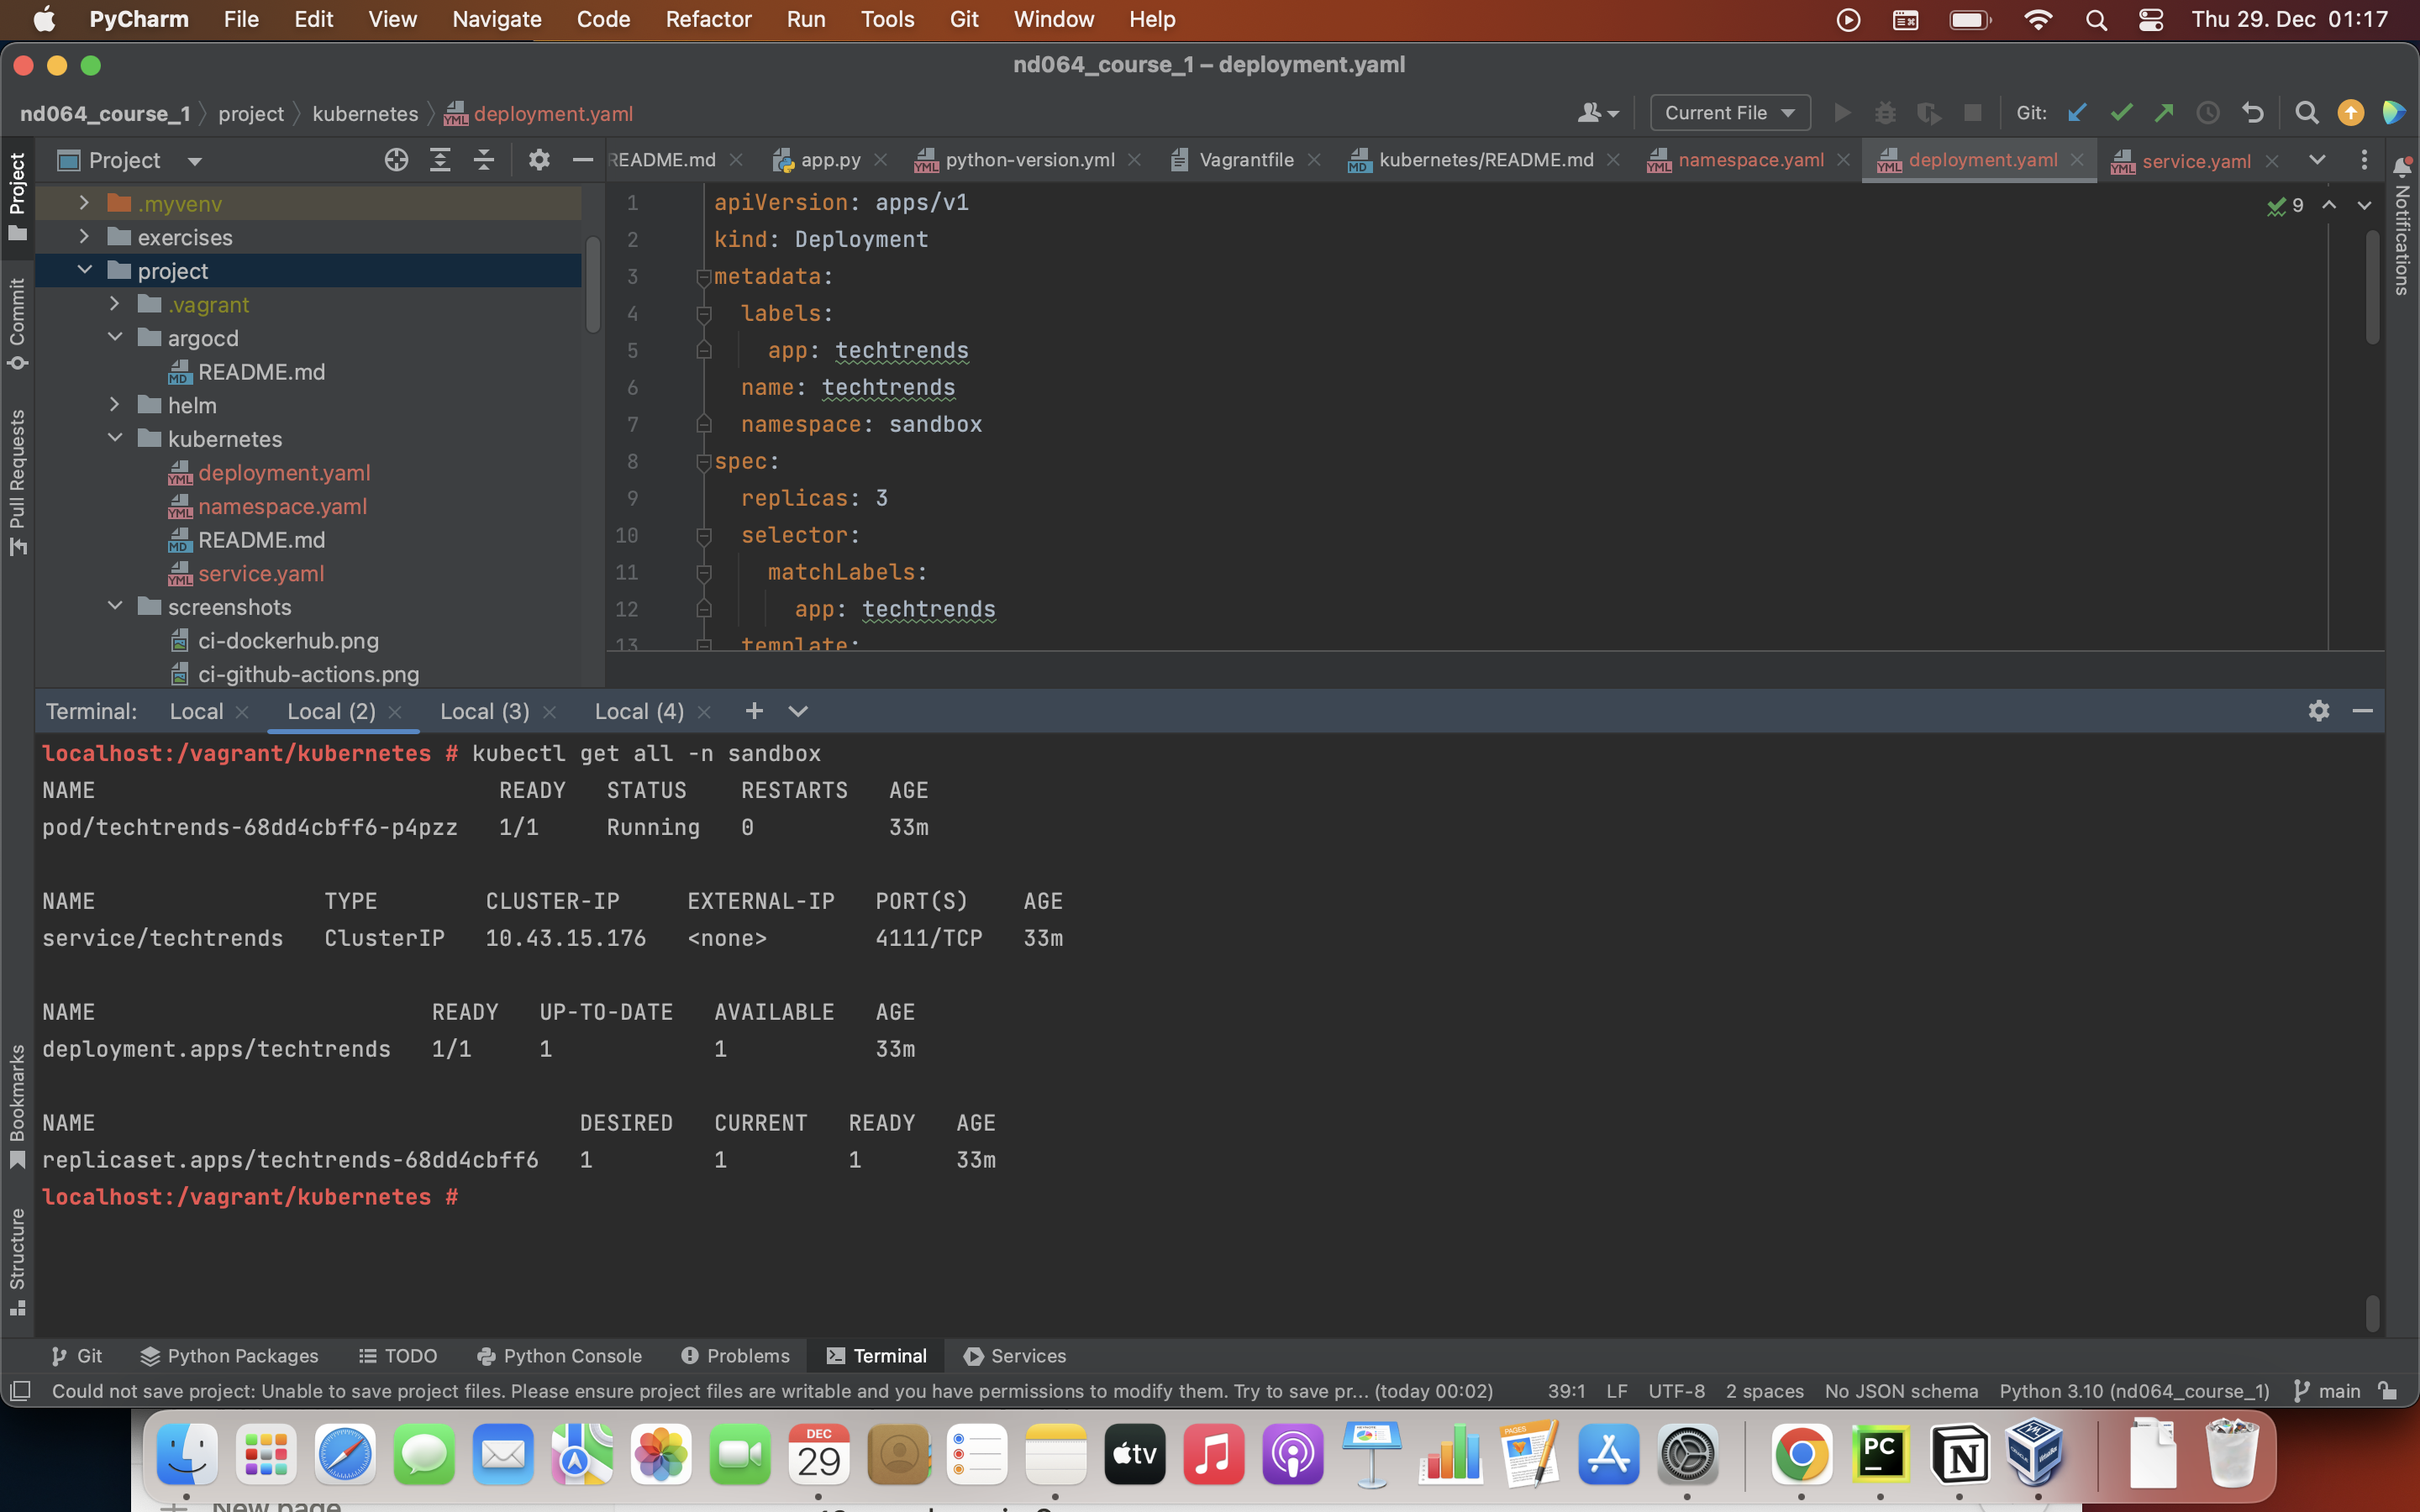 PyCharm File Edit View Navigate Code Refactor Run Tools Git Window Help Thu 29. Dec 01:17
nd064_course_1 – deployment.yaml
nd064_course_1 project kubernetes deployment.yaml Current File Git:
Project README.md app.py python-version.yml Vagrantfile kubernetes/README.md namespace.yaml deployment.yaml service.yaml
Project
Commit
Pull Requests
Bookmarks
Structure
Notifications
.myvenv
exercises
project
.vagrant
argocd
README.md
helm
kubernetes
deployment.yaml
namespace.yaml
README.md
service.yaml
screenshots
ci-dockerhub.png
ci-github-actions.png
9
1 apiVersion: apps/v1
2 kind: Deployment
3 metadata:
4 labels:
5 app: techtrends
6 name: techtrends
7 namespace: sandbox
8 spec:
9 replicas: 3
10 selector:
11 matchLabels:
12 app: techtrends
13 template:
Terminal: Local Local (2) Local (3) Local (4)
localhost:/vagrant/kubernetes # kubectl get all -n sandbox
NAME READY STATUS RESTARTS AGE
pod/techtrends-68dd4cbff6-p4pzz 1/1 Running 0 33m
NAME TYPE CLUSTER-IP EXTERNAL-IP PORT(S) AGE
service/techtrends ClusterIP 10.43.15.176 <none> 4111/TCP 33m
NAME READY UP-TO-DATE AVAILABLE AGE
deployment.apps/techtrends 1/1 1 1 33m
NAME DESIRED CURRENT READY AGE
replicaset.apps/techtrends-68dd4cbff6 1 1 1 33m
localhost:/vagrant/kubernetes #
Git Python Packages TODO Python Console Problems Terminal Services
Could not save project: Unable to save project files. Please ensure project files are writable and you have permissions to modify them. Try to save pr... (today 00:02) 39:1 LF UTF-8 2 spaces No JSON schema Python 3.10 (nd064_course_1) main
DEC
29
tv
PAGES
PC
New page